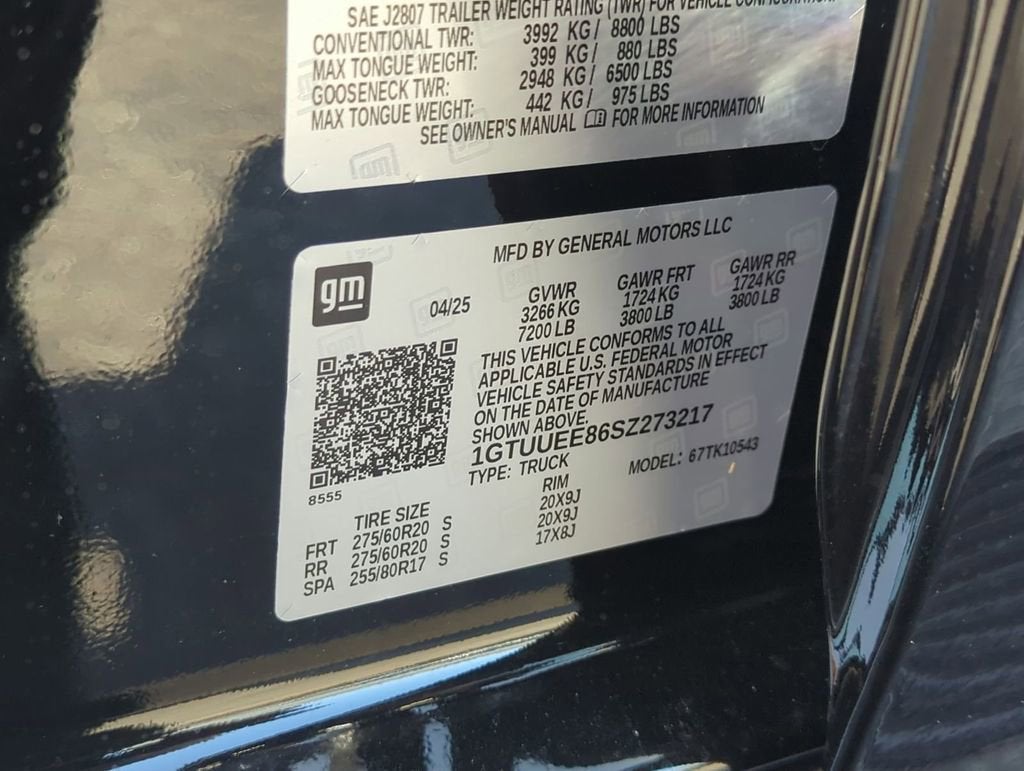 SAE J2807 TRAILER WEIGHT RATING (TWR) FOR VEHICLE CONFIGURATION.
CONVENTIONAL TWR: 3992 KG/ 8800 LBS
MAX TONGUE WEIGHT: 399 KG/ 880 LBS
GOOSENECK TWR: 2948 KG/ 6500 LBS
MAX TONGUE WEIGHT: 442 KG/ 975 LBS
SEE OWNER'S MANUAL FOR MORE INFORMATION
gm
MFD BY GENERAL MOTORS LLC
04/25 GVWR GAWR FRT GAWR RR
3266 KG 1724 KG 1724 KG
7200 LB 3800 LB 3800 LB
THIS VEHICLE CONFORMS TO ALL
APPLICABLE U.S. FEDERAL MOTOR
VEHICLE SAFETY STANDARDS IN EFFECT
ON THE DATE OF MANUFACTURE
SHOWN ABOVE.
1GTUUEE86SZ273217
TYPE: TRUCK MODEL: 67TK10543
8555
TIRE SIZE RIM
FRT 275/60R20 S 20X9J
RR 275/60R20 S 20X9J
SPA 255/80R17 S 17X8J